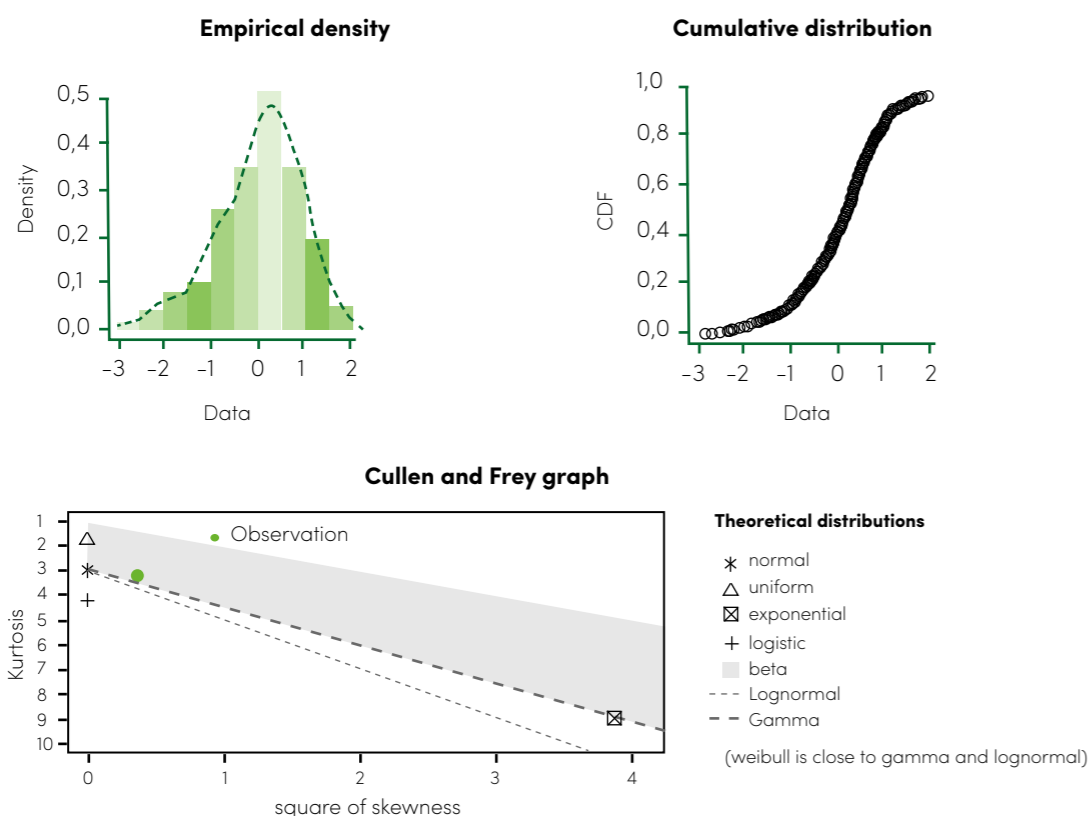 Empirical density
0,5
0,4
0,3
0,2
0,1
0,0
Density
-3 -2 -1 0 1 2
Data
Cumulative distribution
1,0
0,8
0,6
0,4
0,2
0,0
CDF
-3 -2 -1 0 1 2
Data
Cullen and Frey graph
1
2
3
4
5
6
7
8
9
10
Kurtosis
Observation
0 1 2 3 4
square of skewness
Theoretical distributions
normal
uniform
exponential
logistic
beta
Lognormal
Gamma
(weibull is close to gamma and lognormal)